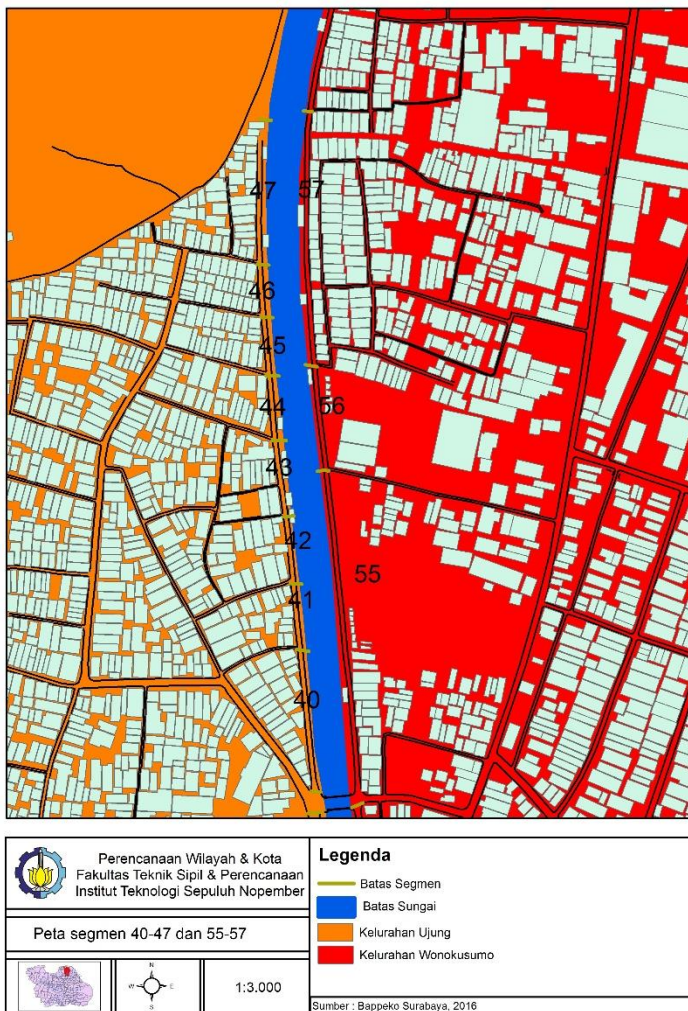 47
57
46
45
44
56
43
42
55
41
40
Perencanaan Wilayah & Kota
Fakultas Teknik Sipil & Perencanaan
Institut Teknologi Sepuluh Nopember
Peta segmen 40-47 dan 55-57
N
W E
S
1:3.000
Legenda
Batas Segmen
Batas Sungai
Kelurahan Ujung
Kelurahan Wonokusumo
Sumber : Bappeko Surabaya, 2016